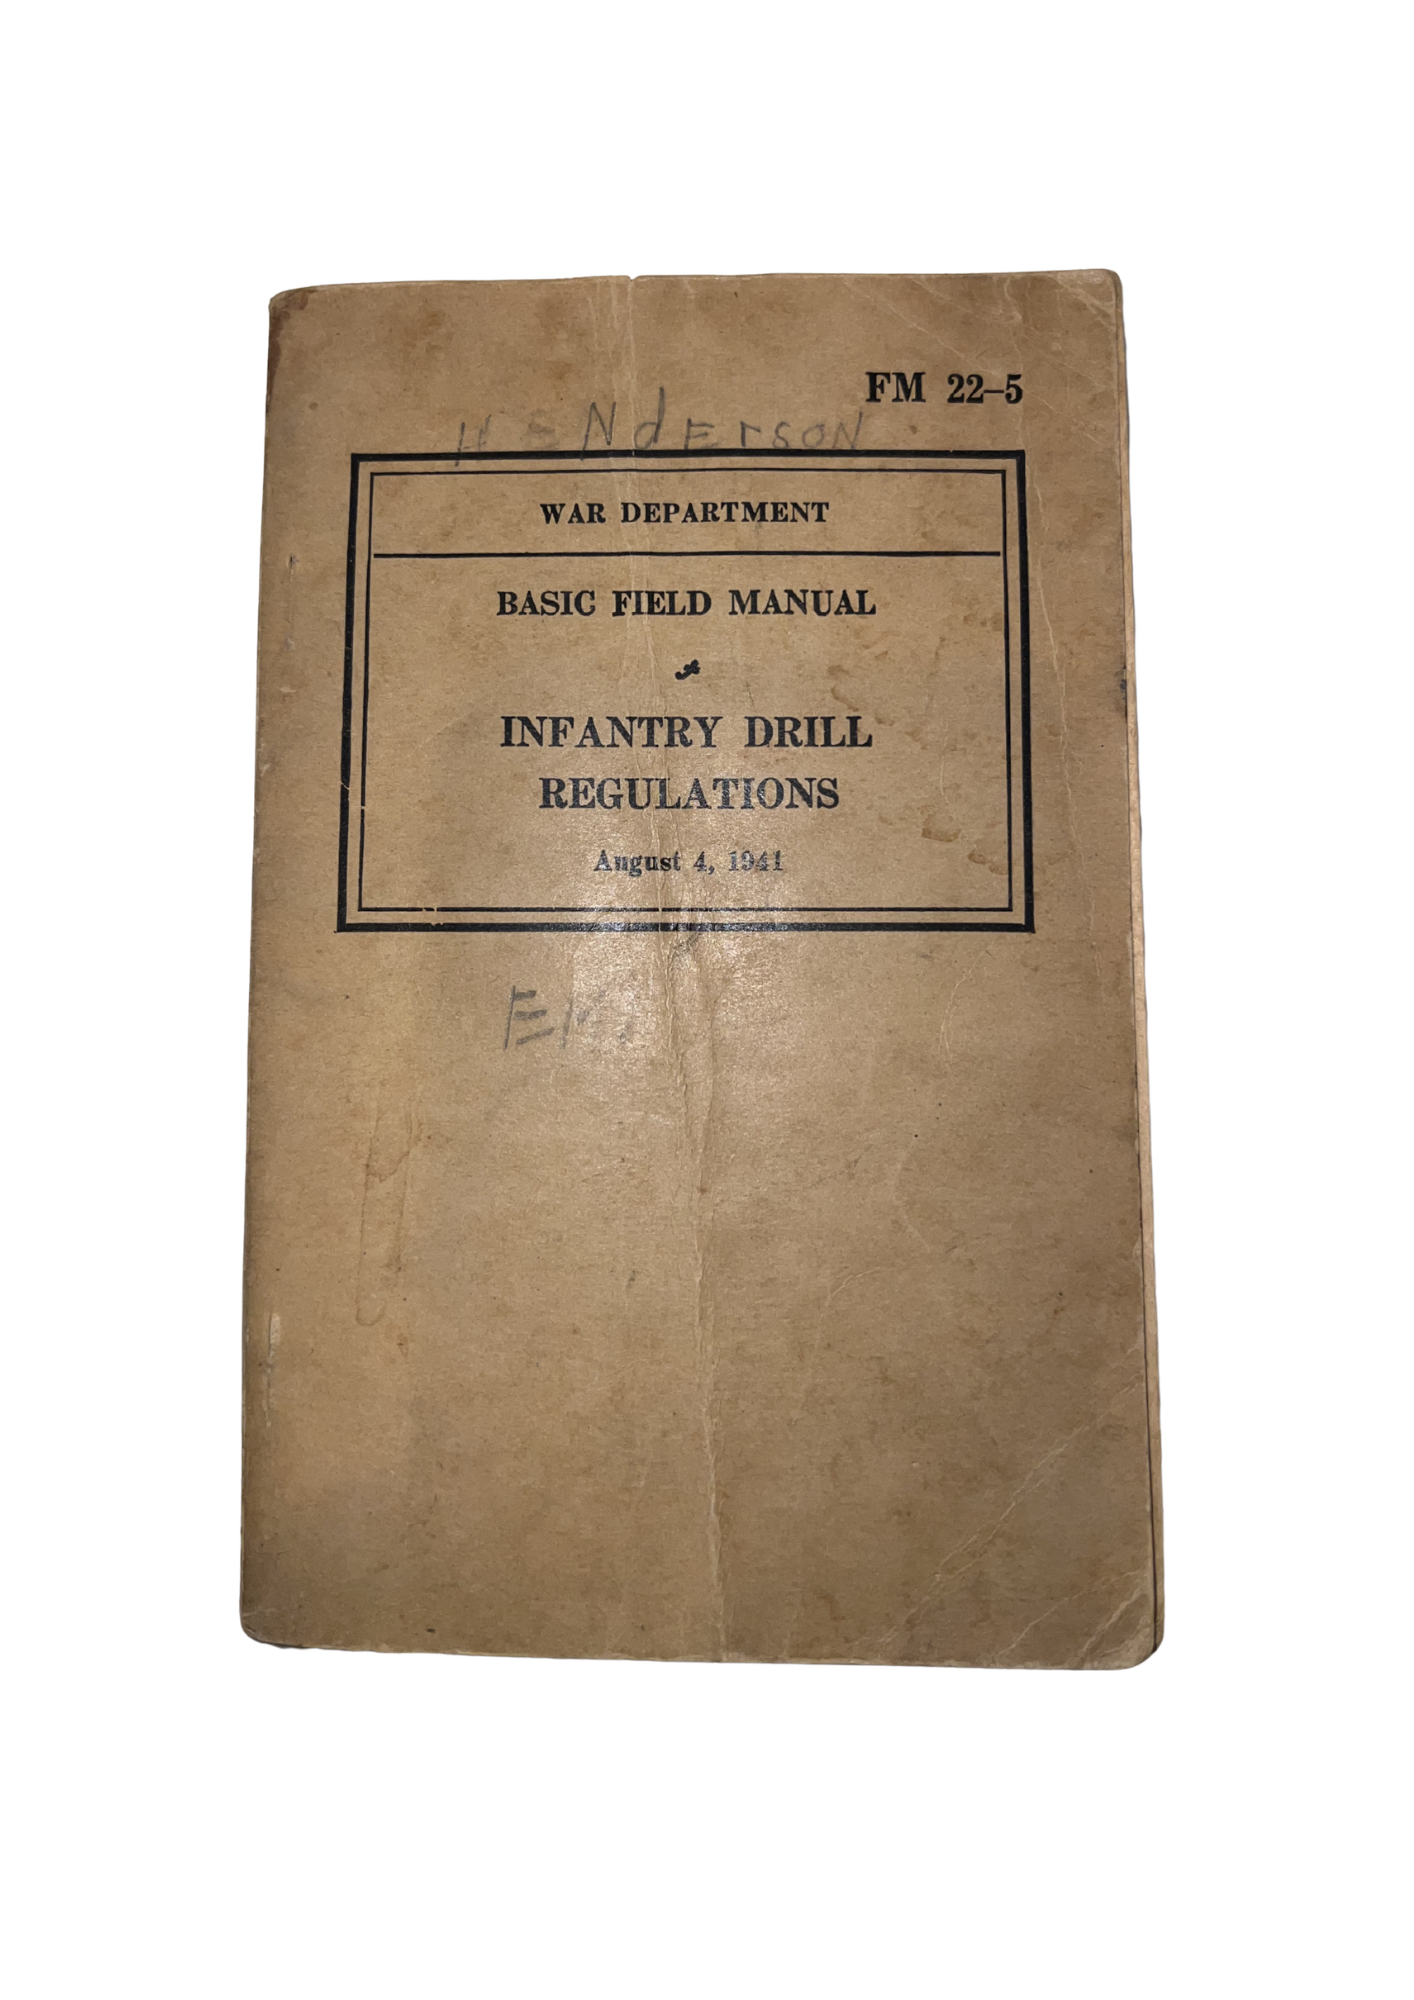 FM 22-5
HENdErsON
WAR DEPARTMENT
BASIC FIELD MANUAL
INFANTRY DRILL
REGULATIONS
August 4, 1941